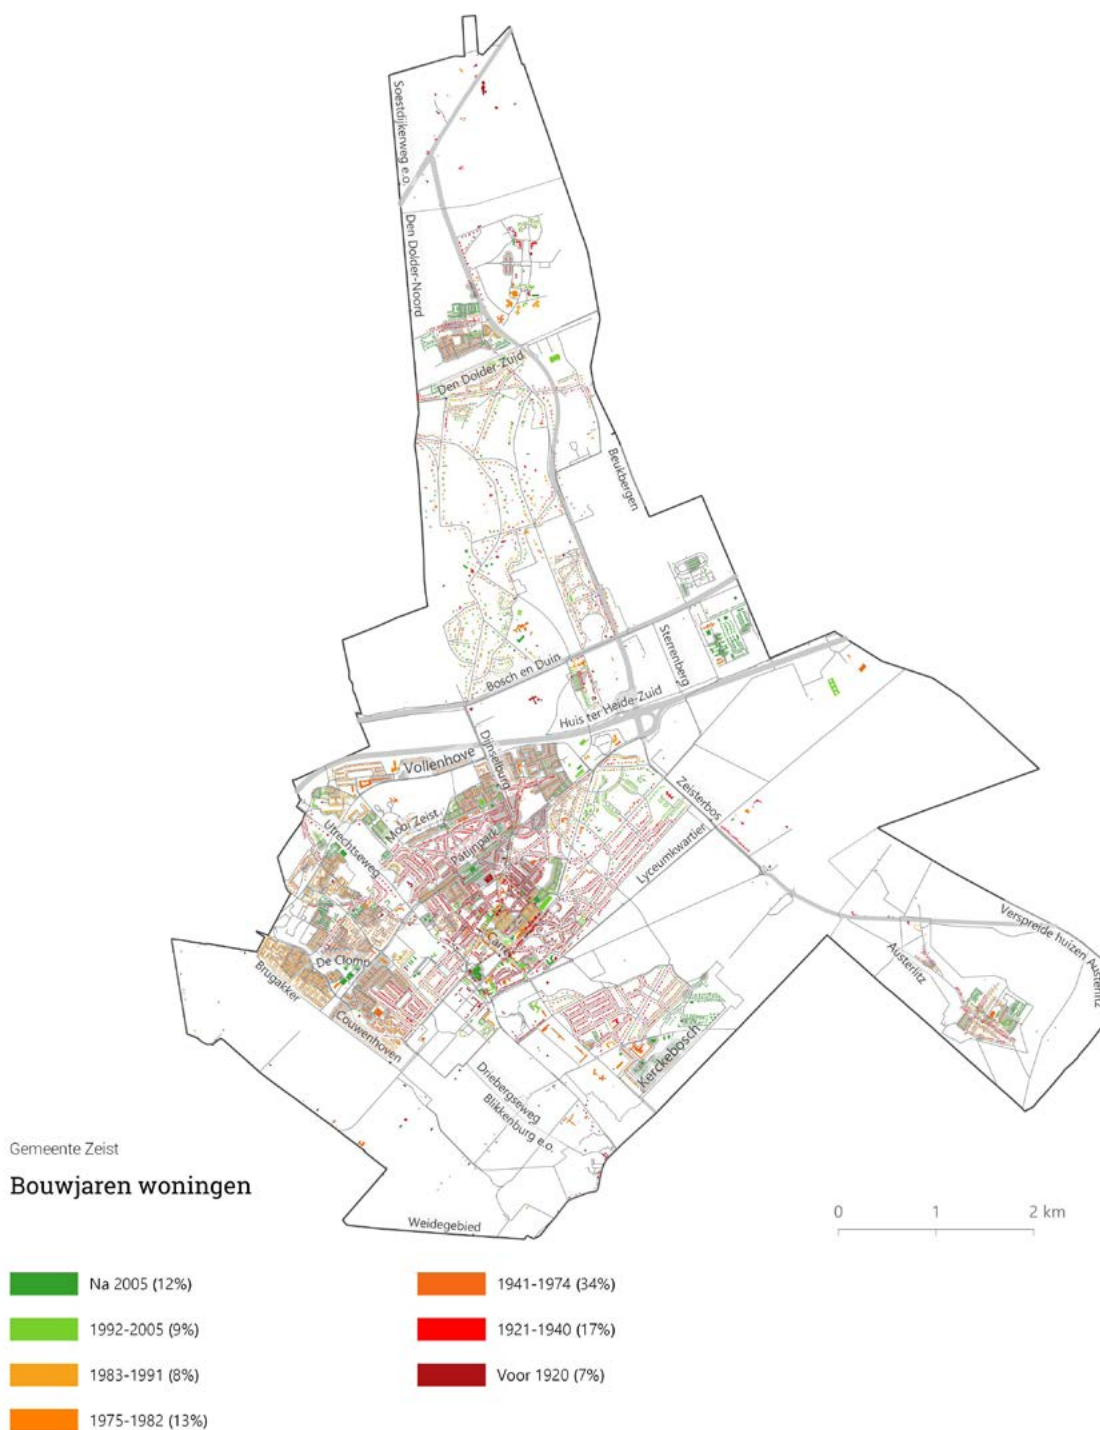 Soestdijkerweg e.o.
Den Dolder-Noord
Den Dolder-Zuid
Beukbergen
Sterrenberg
Bosch en Duin
Huis ter Heide-Zuid
Dijnselburg
Vollenhove
Zeisterbos
Mooi Zeist
Patijnpark
Utrechtseweg
Lyceumkwartier
Verspreide huizen Austerlitz
Austerlitz
De Clomp
Brugakker
Couwenhoven
Kerckebosch
Driebergseweg
Blikkenburg e.o.
Weidegebied
Gemeente Zeist
Bouwjaren woningen
0 1 2 km
Na 2005 (12%)
1992-2005 (9%)
1983-1991 (8%)
1975-1982 (13%)
1941-1974 (34%)
1921-1940 (17%)
Voor 1920 (7%)